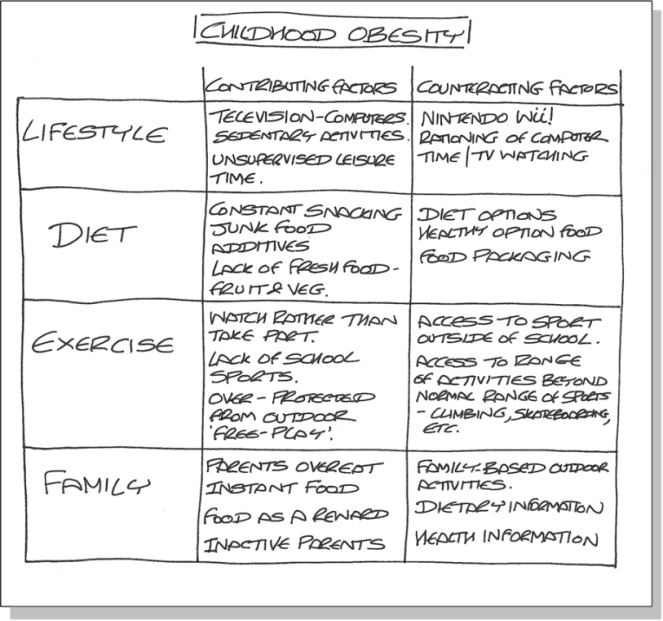 CHILDHOOD OBESITY
CONTRIBUTING FACTORS
COUNTERACTING FACTORS
LIFESTYLE
TELEVISION-COMPUTERS.
SEDENTARY ACTIVITIES.
UNSUPERVISED LEISURE
TIME.
NINTENDO Wii!
RATIONING OF COMPUTER
TIME/TV WATCHING
DIET
CONSTANT SNACKING
JUNK FOOD
ADDITIVES
LACK OF FRESH FOOD-
FRUIT & VEG.
DIET OPTIONS
HEALTHY OPTION FOOD
FOOD PACKAGING
EXERCISE
WATCH RATHER THAN
TAKE PART.
LACK OF SCHOOL
SPORTS.
OVER-PROTECTED
FROM OUTDOOR
'FREE-PLAY'.
ACCESS TO SPORT
OUTSIDE OF SCHOOL.
ACCESS TO RANGE
OF ACTIVITIES BEYOND
NORMAL RANGE OF SPORTS
- CLIMBING, SKATEBOARDING,
ETC.
FAMILY
PARENTS OVEREAT
INSTANT FOOD
FOOD AS A REWARD
INACTIVE PARENTS
FAMILY-BASED OUTDOOR
ACTIVITIES.
DIETARY INFORMATION
HEALTH INFORMATION